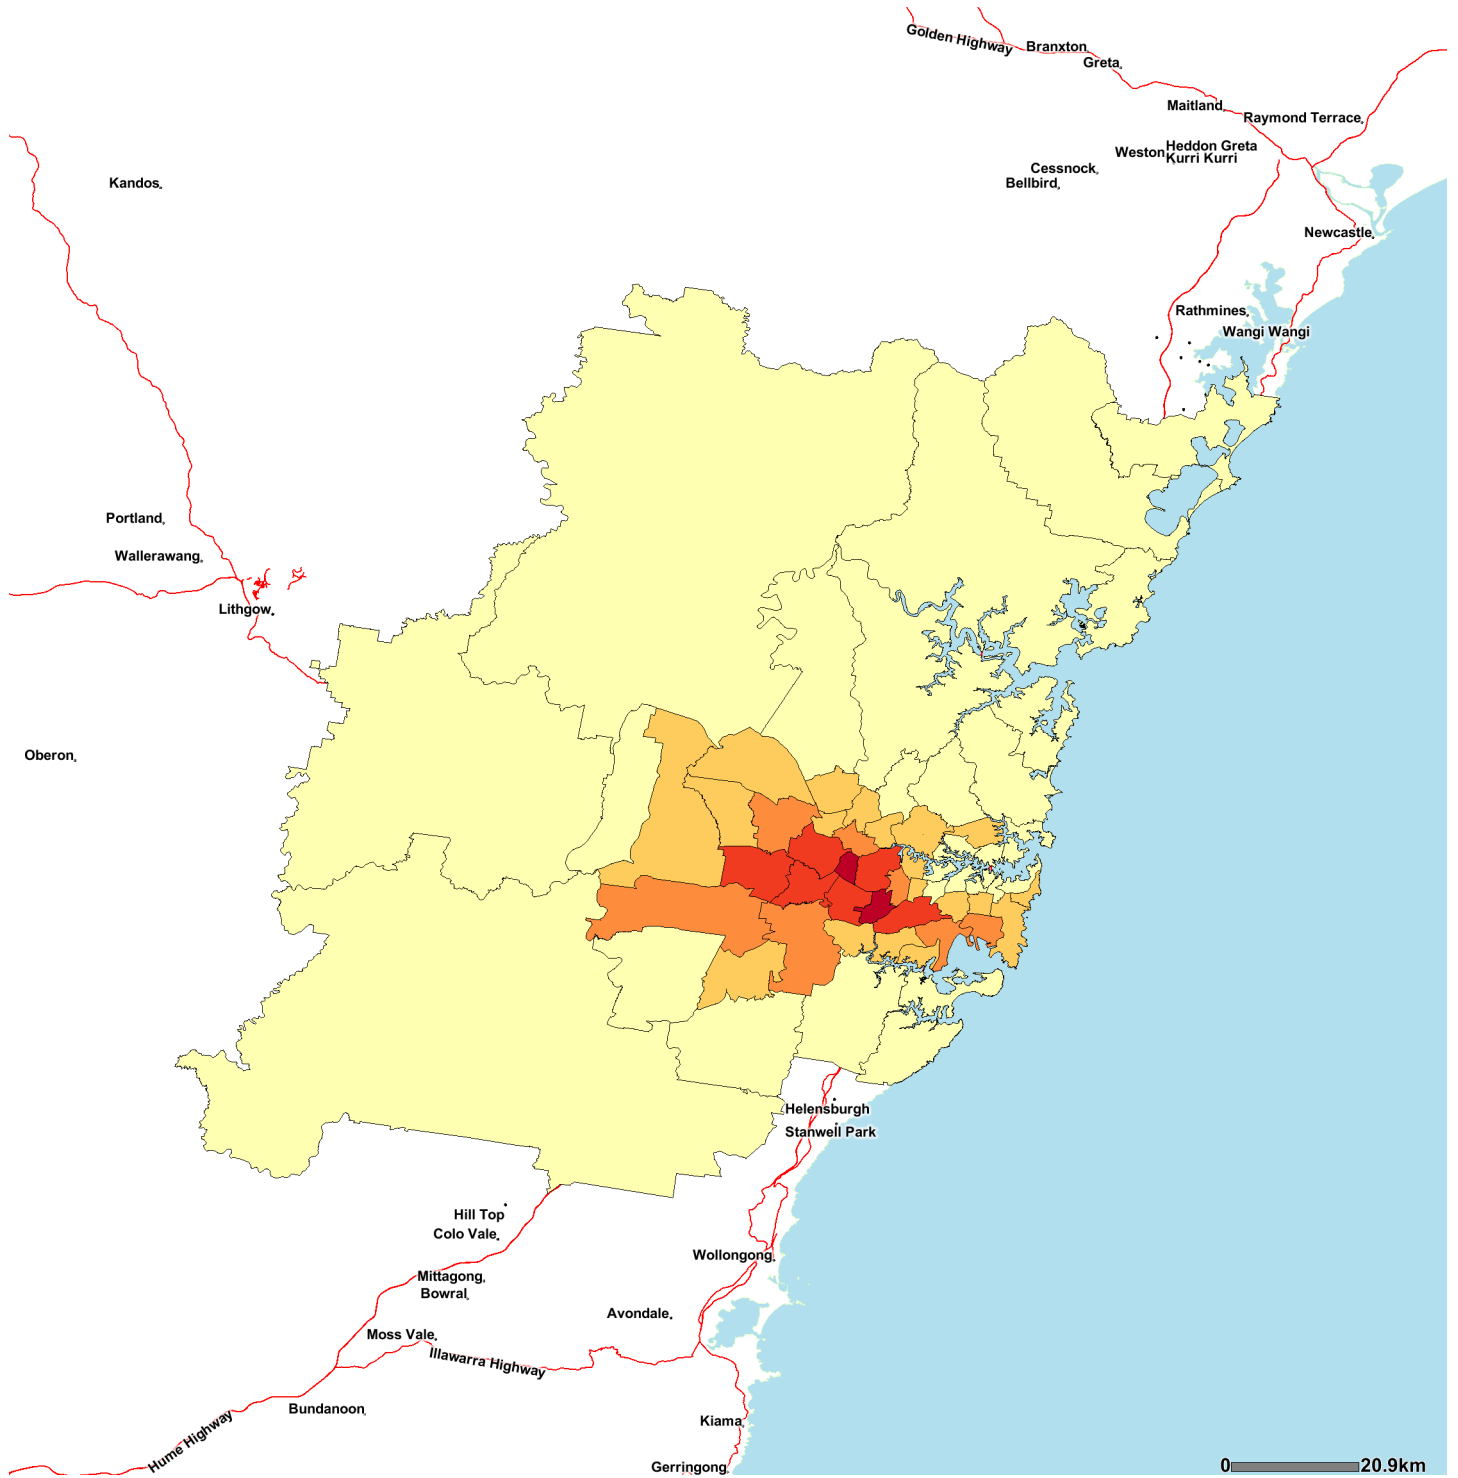 Golden Highway
Branxton
Greta
Maitland
Raymond Terrace
Heddon Greta
Weston
Kurri Kurri
Cessnock
Bellbird
Kandos
Newcastle
Rathmines
Wangi Wangi
Portland
Wallerawang
Lithgow
Oberon
Helensburgh
Stanwell Park
Hill Top
Colo Vale
Wollongong
Mittagong
Bowral
Avondale
Moss Vale
Illawarra Highway
Bundanoon
Hume Highway
Kiama
Gerringong
0 20.9km